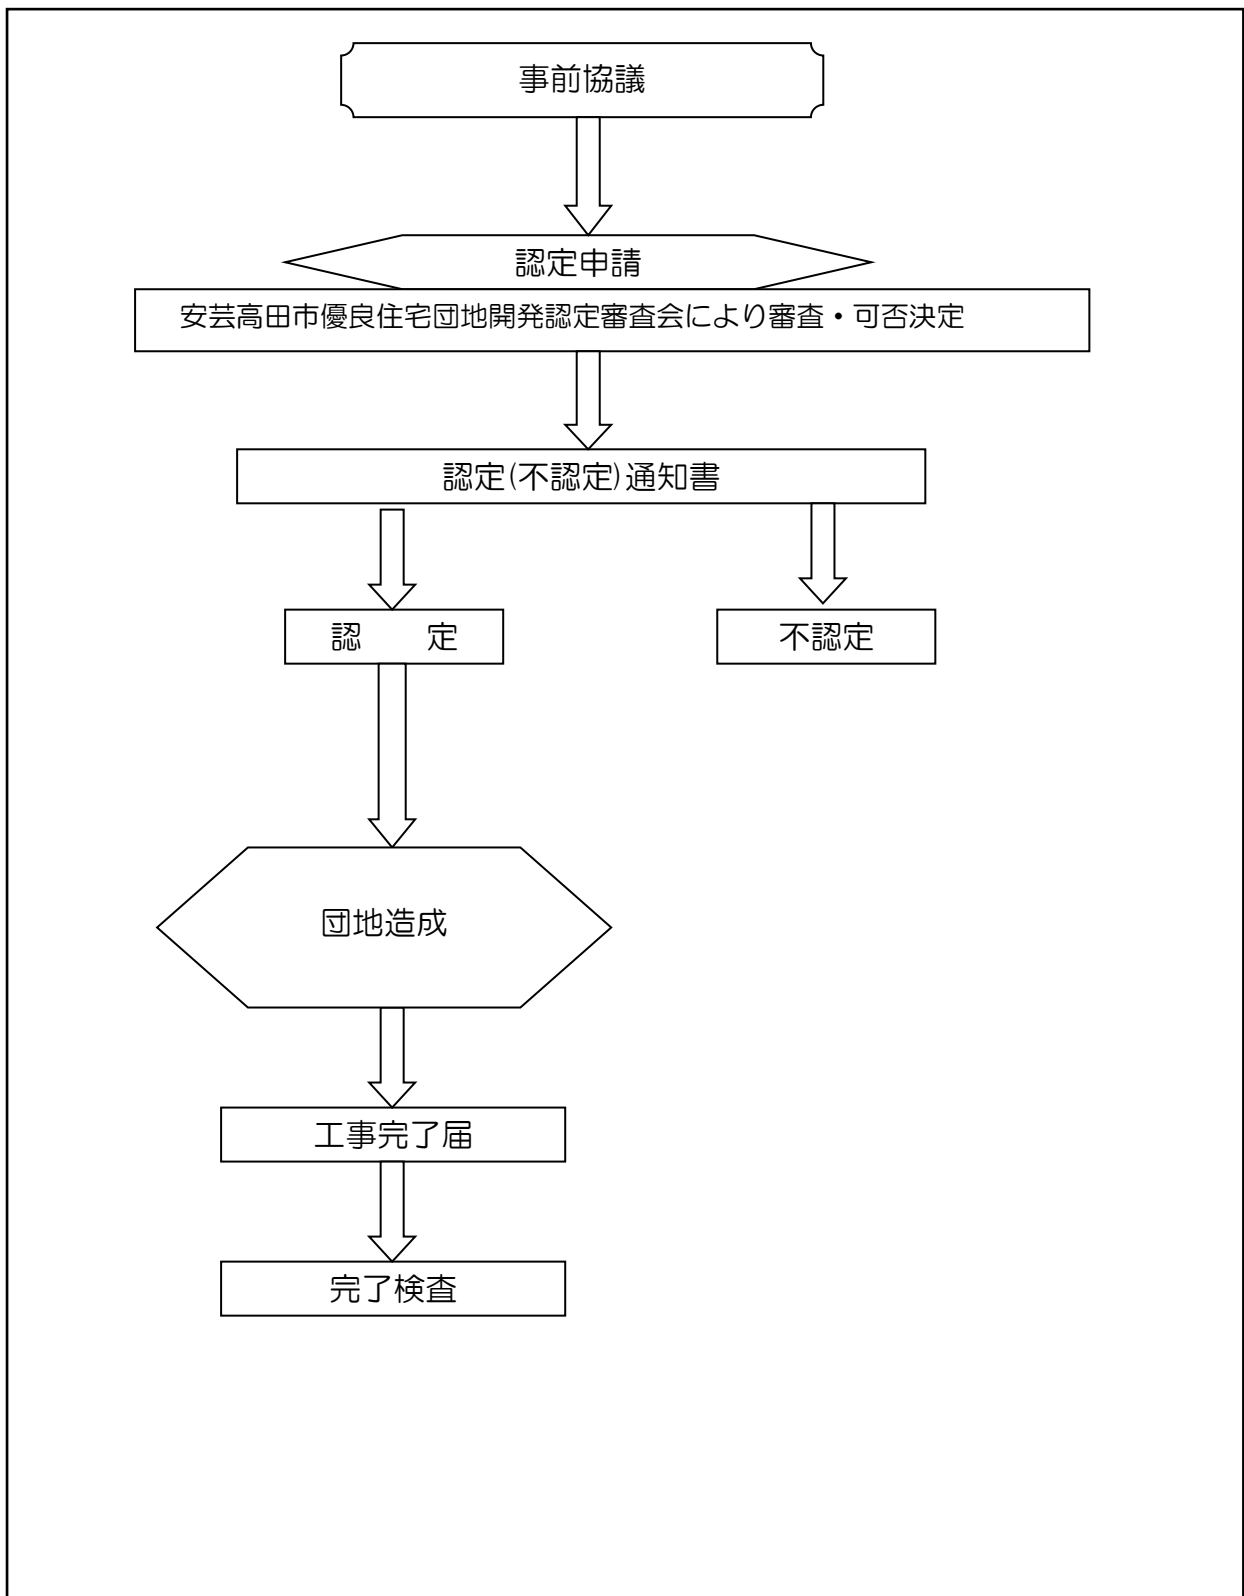 事前協議
認定申請
安芸高田市優良住宅団地開発認定審査会により審査・可否決定
認定(不認定)通知書
認　　定
不認定
団地造成
工事完了届
完了検査